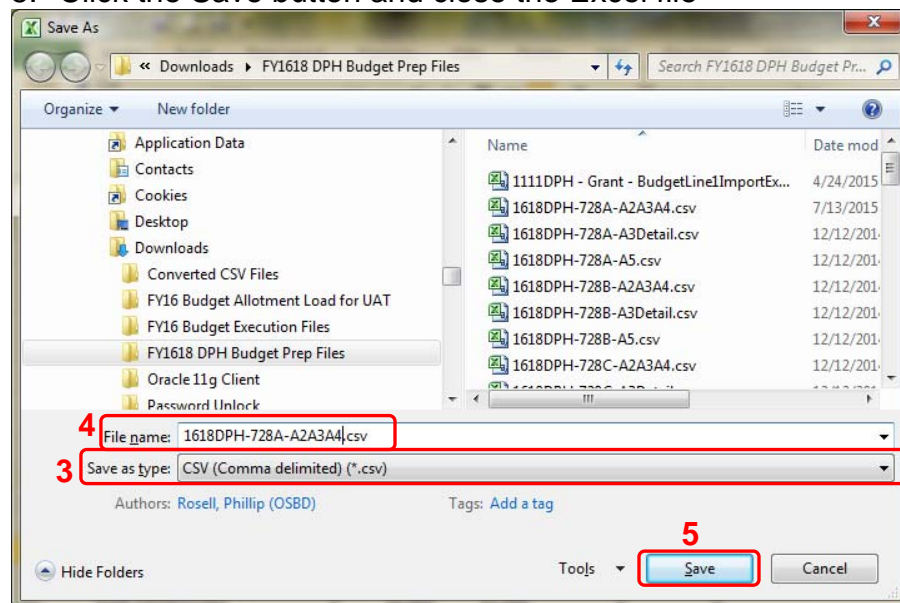 Save As
« Downloads ▸ FY1618 DPH Budget Prep Files
Search FY1618 DPH Budget Pr...
Organize
New folder
Application Data
Contacts
Cookies
Desktop
Downloads
Converted CSV Files
FY16 Budget Allotment Load for UAT
FY16 Budget Execution Files
FY1618 DPH Budget Prep Files
Oracle 11g Client
Password Unlock
Name Date mod
1111DPH - Grant - BudgetLine1ImportEx... 4/24/2015
1618DPH-728A-A2A3A4.csv 7/13/2015
1618DPH-728A-A3Detail.csv 12/12/201
1618DPH-728A-A5.csv 12/12/201
1618DPH-728B-A2A3A4.csv 12/12/201
1618DPH-728B-A3Detail.csv 12/12/201
1618DPH-728B-A5.csv 12/12/201
1618DPH-728C-A2A3A4.csv 12/12/201
4 File name: 1618DPH-728A-A2A3A4.csv
3 Save as type: CSV (Comma delimited) (*.csv)
Authors: Rosell, Phillip (OSBD) Tags: Add a tag
5
Hide Folders Tools Save Cancel